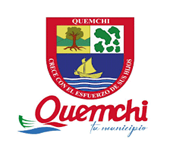 QUEMCHI
CRECE CON EL ESFUERZO DE SUS HIJOS
Quemchi
tu municipio